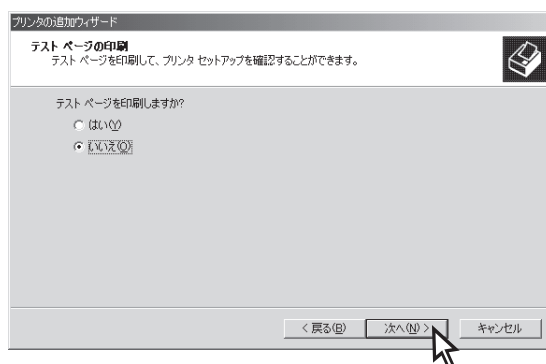 プリンタの追加ウィザード
テスト ページの印刷
テスト ページを印刷して、プリンタ セットアップを確認することができます。
テスト ページを印刷しますか?
はい(Y)
いいえ(O)
< 戻る(B) 次へ(N) > キャンセル